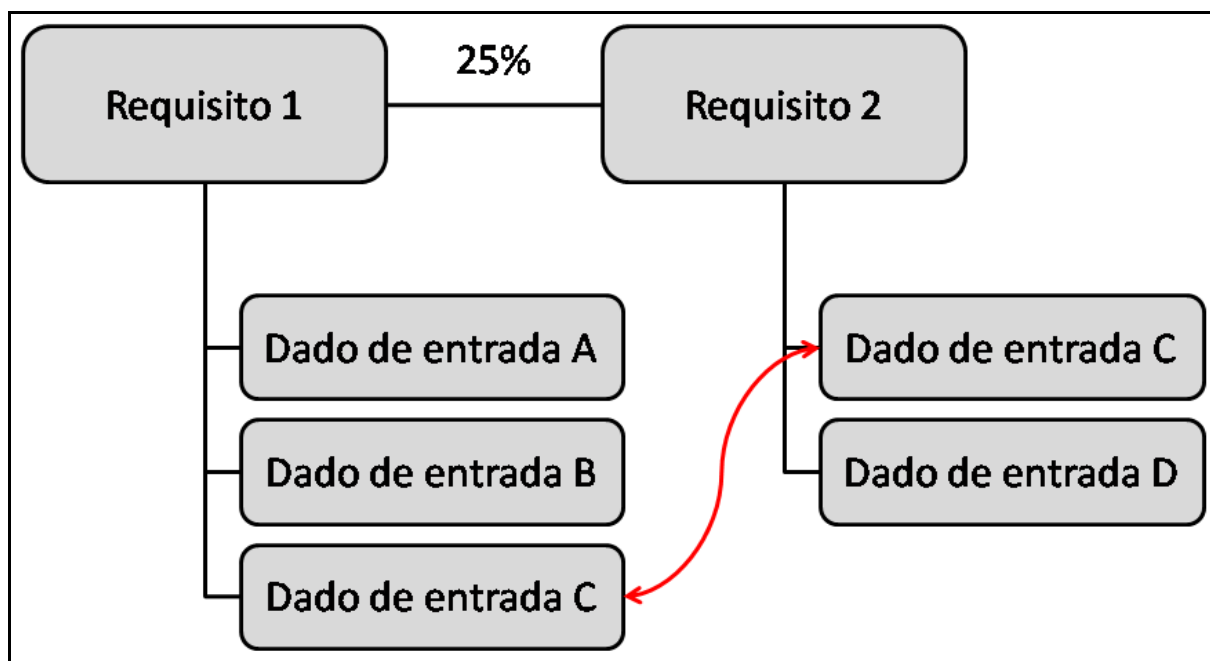 Requisito 1
25%
Requisito 2
Dado de entrada A
Dado de entrada B
Dado de entrada C
Dado de entrada C
Dado de entrada D